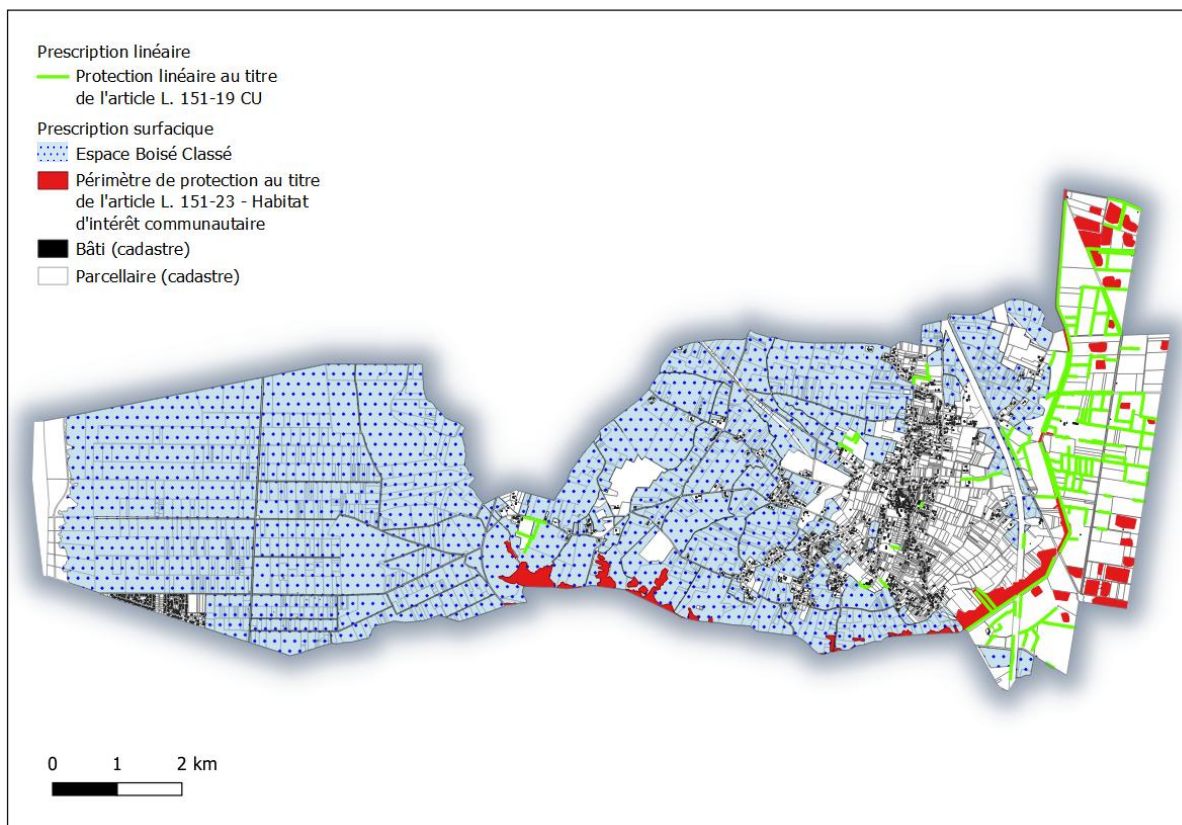 Prescription linéaire
Protection linéaire au titre
de l'article L. 151-19 CU
Prescription surfacique
Espace Boisé Classé
Périmètre de protection au titre
de l'article L. 151-23 - Habitat
d'intérêt communautaire
Bâti (cadastre)
Parcellaire (cadastre)
0 1 2 km